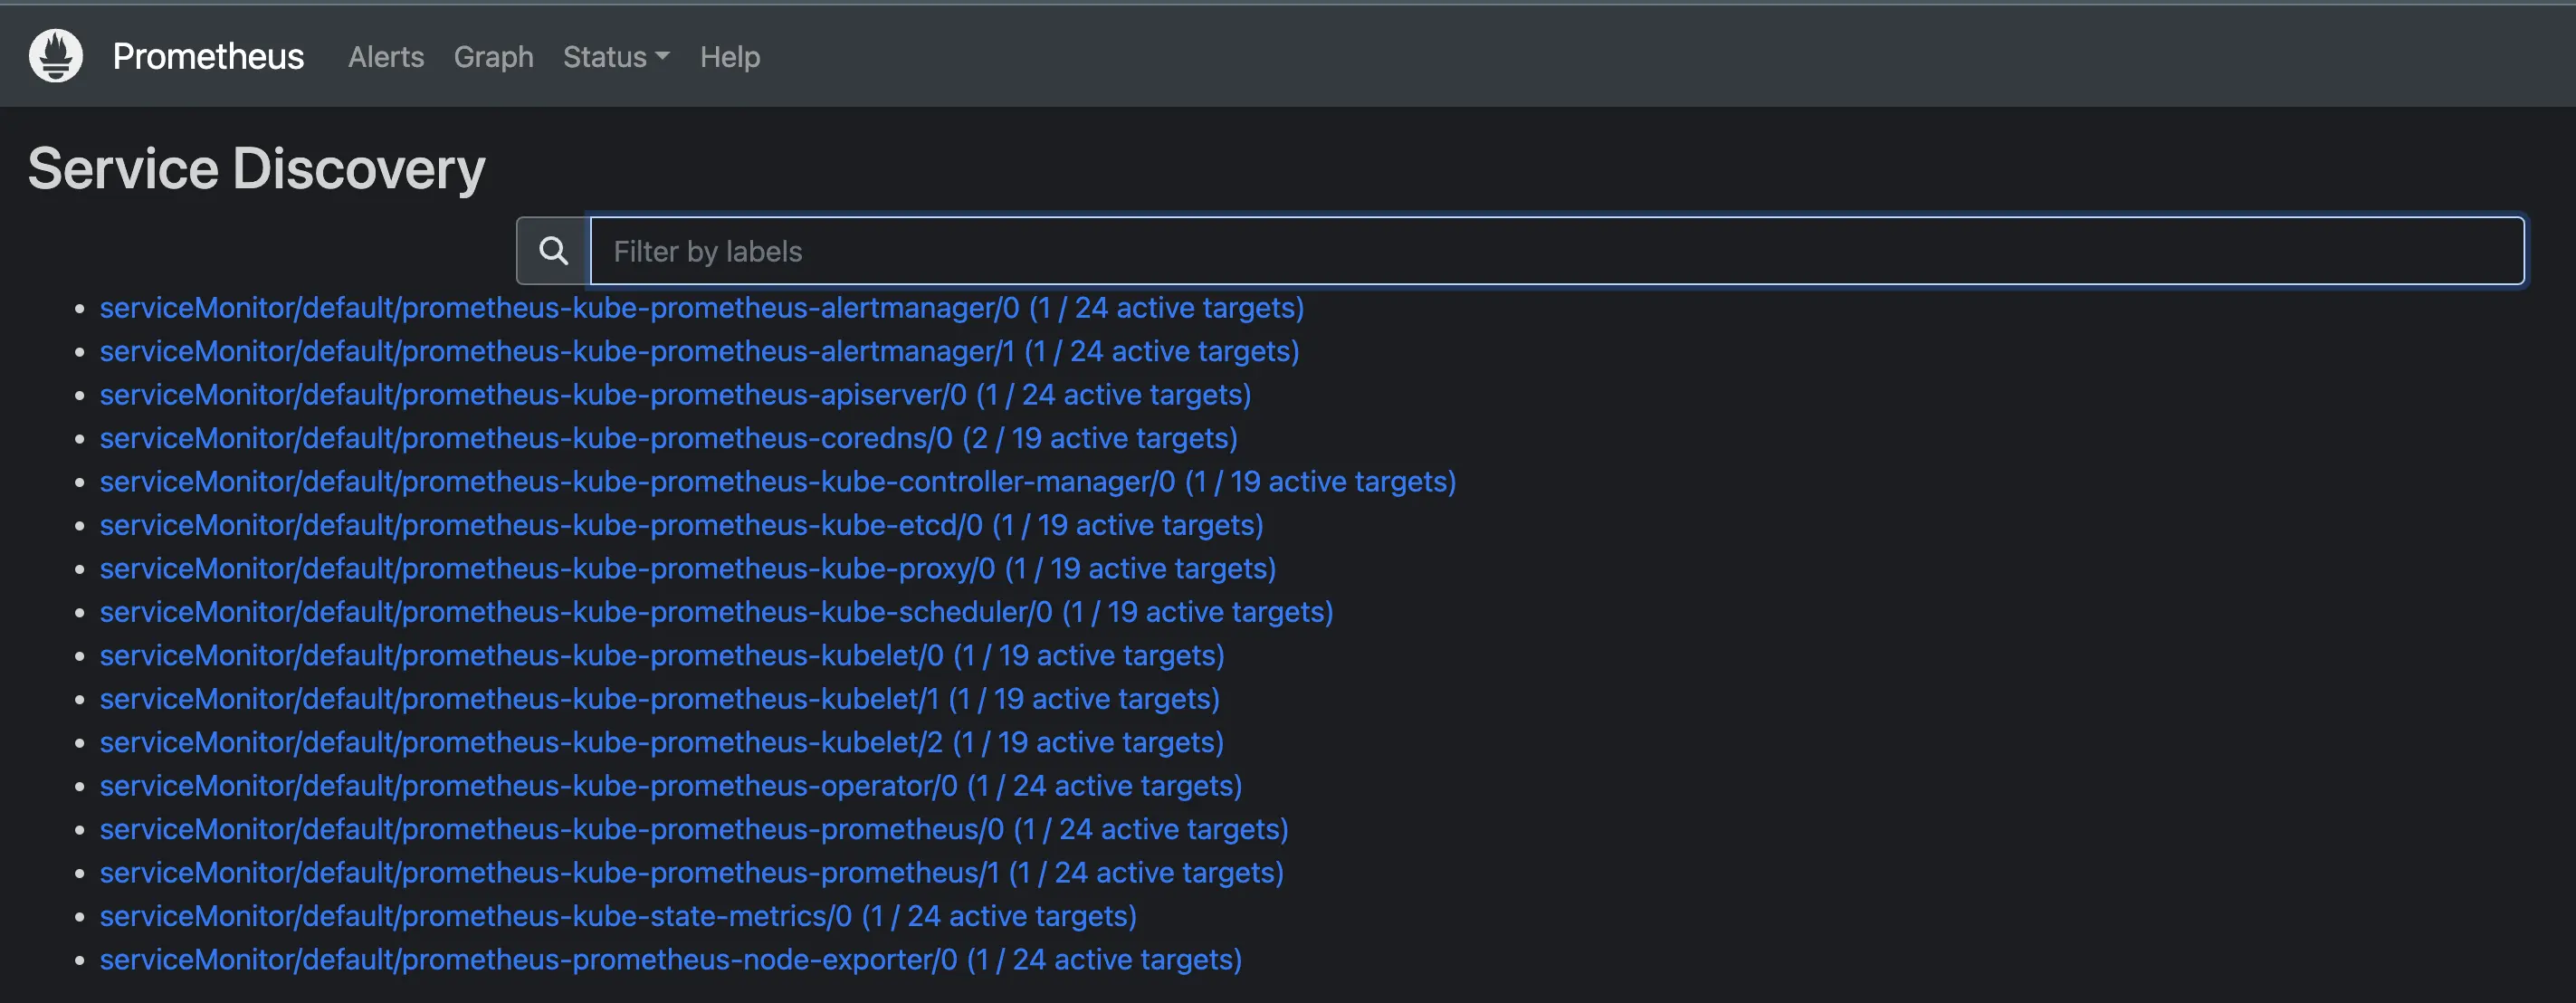 Prometheus Alerts Graph Status Help
Service Discovery
Filter by labels
serviceMonitor/default/prometheus-kube-prometheus-alertmanager/0 (1 / 24 active targets)
serviceMonitor/default/prometheus-kube-prometheus-alertmanager/1 (1 / 24 active targets)
serviceMonitor/default/prometheus-kube-prometheus-apiserver/0 (1 / 24 active targets)
serviceMonitor/default/prometheus-kube-prometheus-coredns/0 (2 / 19 active targets)
serviceMonitor/default/prometheus-kube-prometheus-kube-controller-manager/0 (1 / 19 active targets)
serviceMonitor/default/prometheus-kube-prometheus-kube-etcd/0 (1 / 19 active targets)
serviceMonitor/default/prometheus-kube-prometheus-kube-proxy/0 (1 / 19 active targets)
serviceMonitor/default/prometheus-kube-prometheus-kube-scheduler/0 (1 / 19 active targets)
serviceMonitor/default/prometheus-kube-prometheus-kubelet/0 (1 / 19 active targets)
serviceMonitor/default/prometheus-kube-prometheus-kubelet/1 (1 / 19 active targets)
serviceMonitor/default/prometheus-kube-prometheus-kubelet/2 (1 / 19 active targets)
serviceMonitor/default/prometheus-kube-prometheus-operator/0 (1 / 24 active targets)
serviceMonitor/default/prometheus-kube-prometheus-prometheus/0 (1 / 24 active targets)
serviceMonitor/default/prometheus-kube-prometheus-prometheus/1 (1 / 24 active targets)
serviceMonitor/default/prometheus-kube-state-metrics/0 (1 / 24 active targets)
serviceMonitor/default/prometheus-prometheus-node-exporter/0 (1 / 24 active targets)